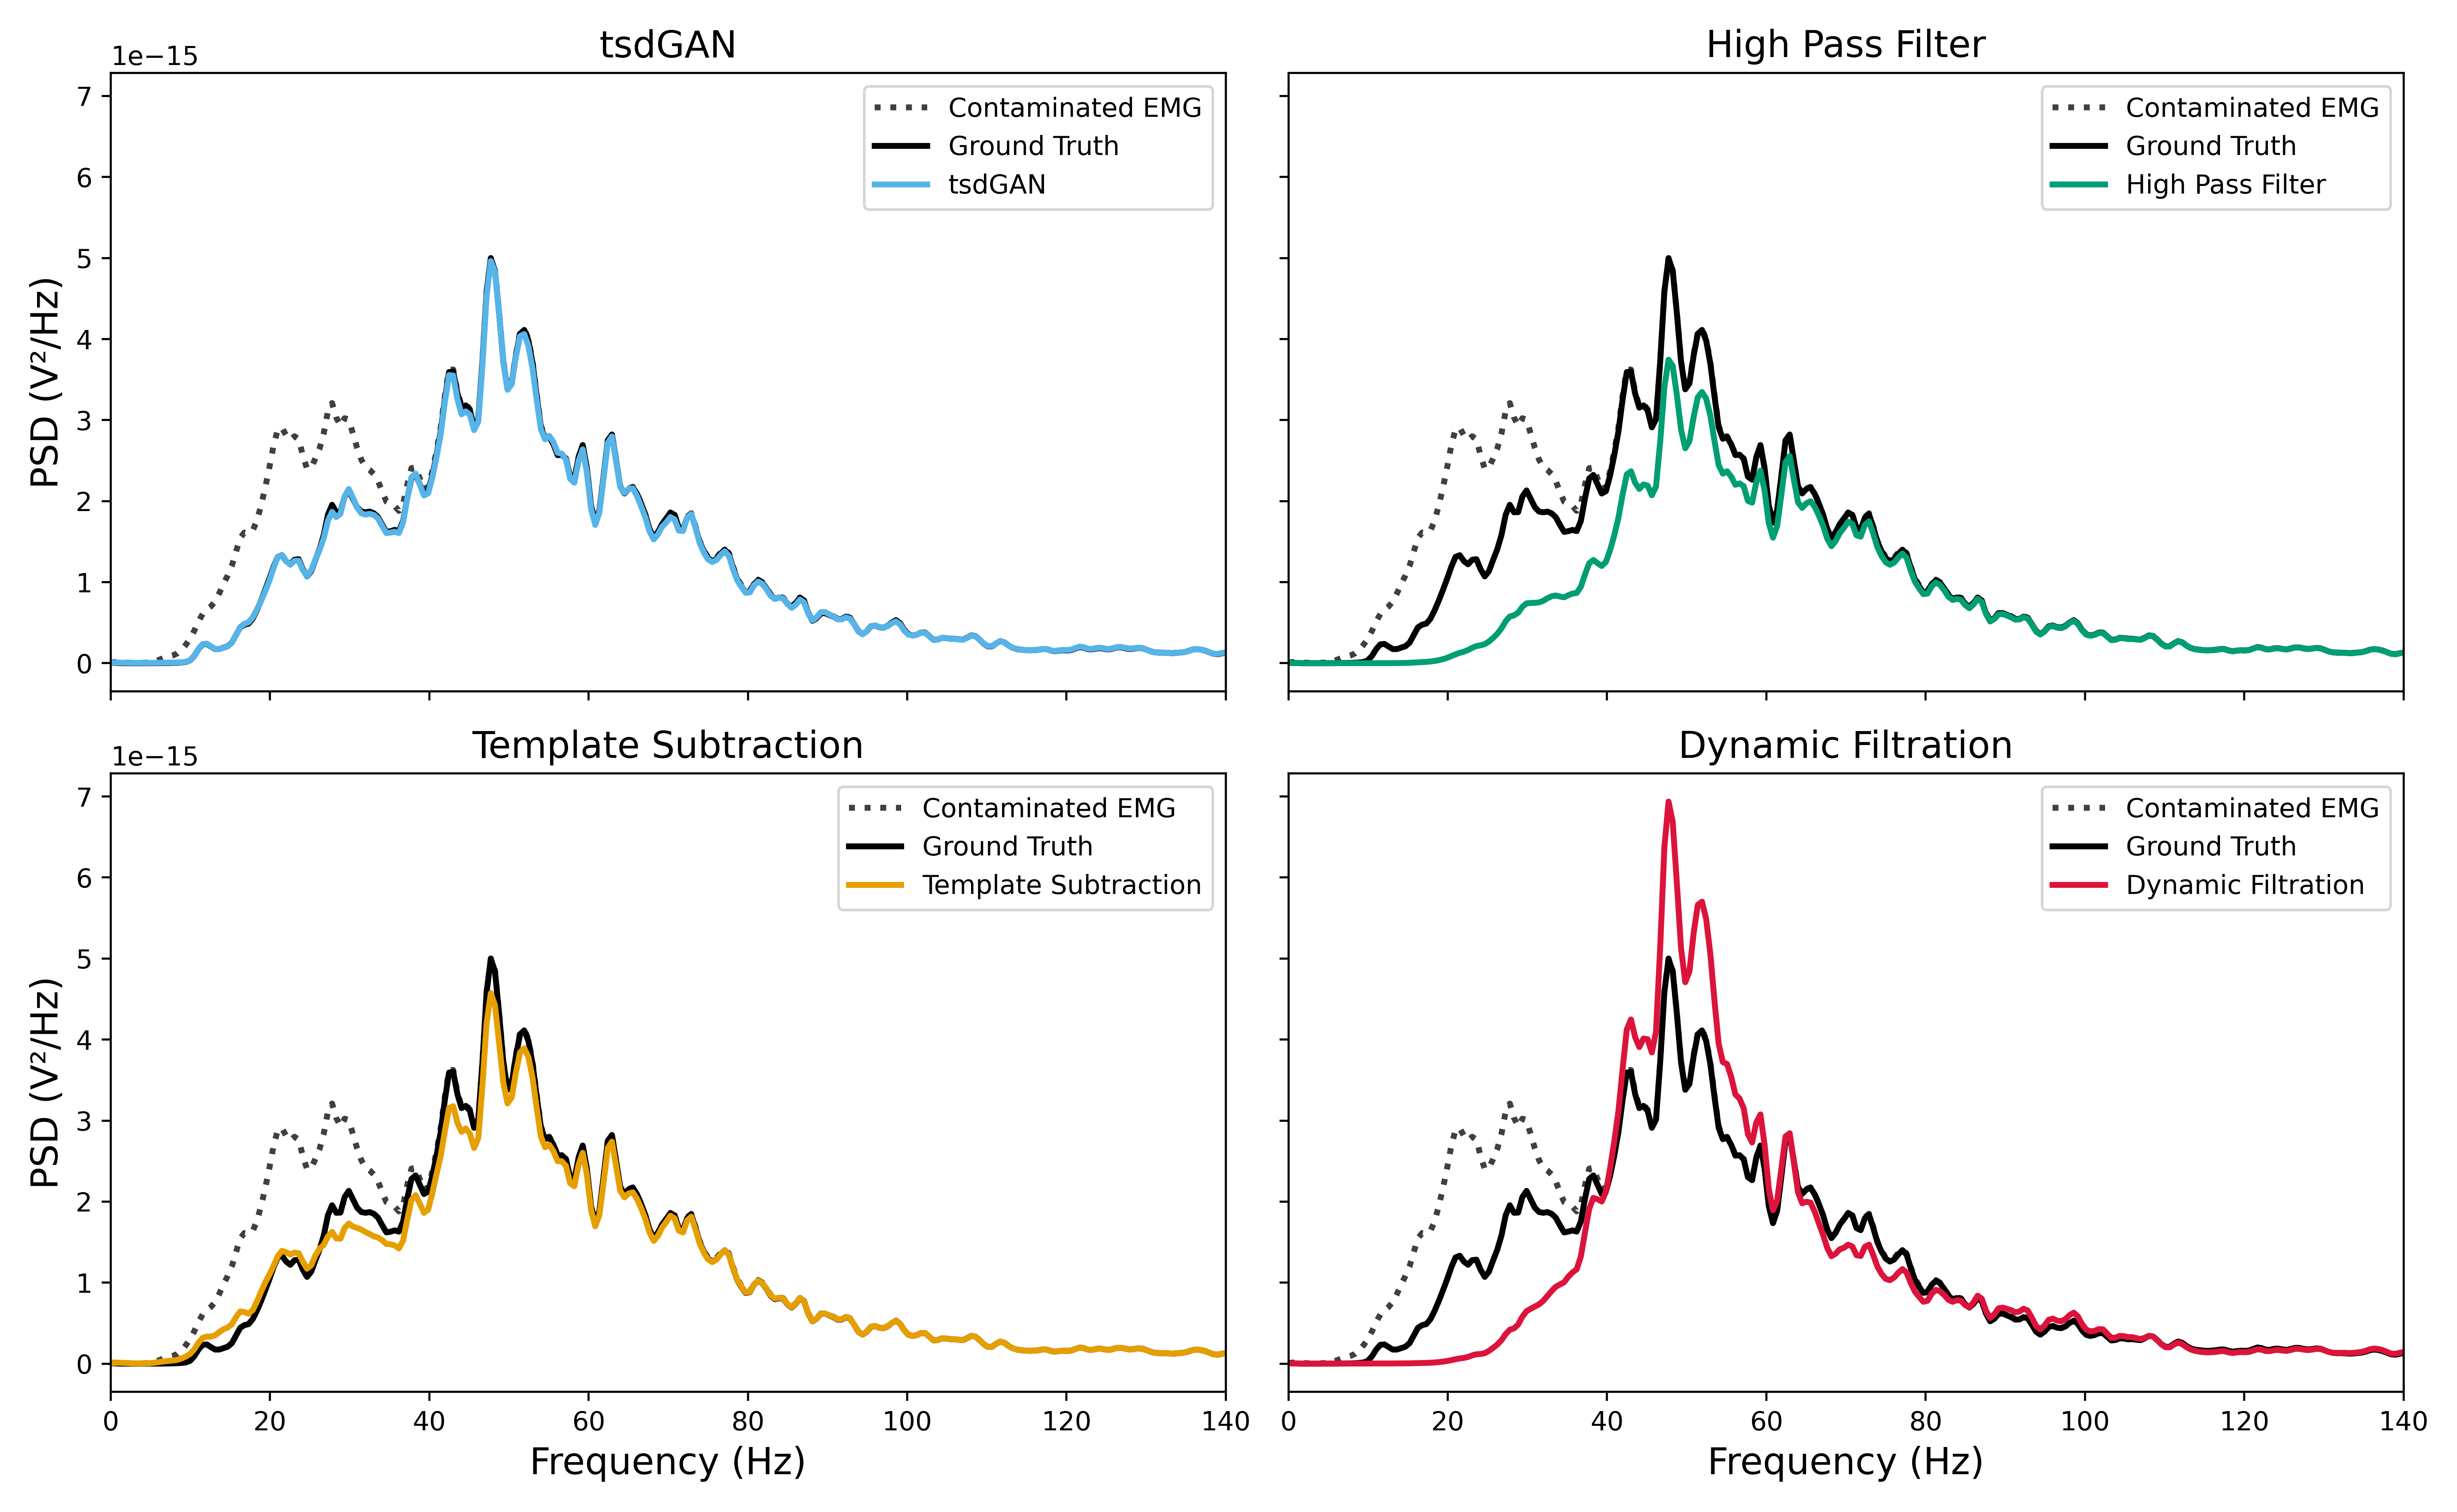 tsdGAN
1e−15
7
6
5
4
3
2
1
0
PSD (V²/Hz)
Contaminated EMG
Ground Truth
tsdGAN
High Pass Filter
Contaminated EMG
Ground Truth
High Pass Filter
Template Subtraction
1e−15
7
6
5
4
3
2
1
0
PSD (V²/Hz)
Contaminated EMG
Ground Truth
Template Subtraction
0 20 40 60 80 100 120 140
Frequency (Hz)
Dynamic Filtration
Contaminated EMG
Ground Truth
Dynamic Filtration
0 20 40 60 80 100 120 140
Frequency (Hz)